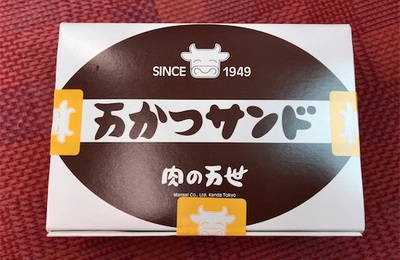 SINCE 1949
万かつサンド
肉の万世
Mansei Co., Ltd. Kanda Tokyo